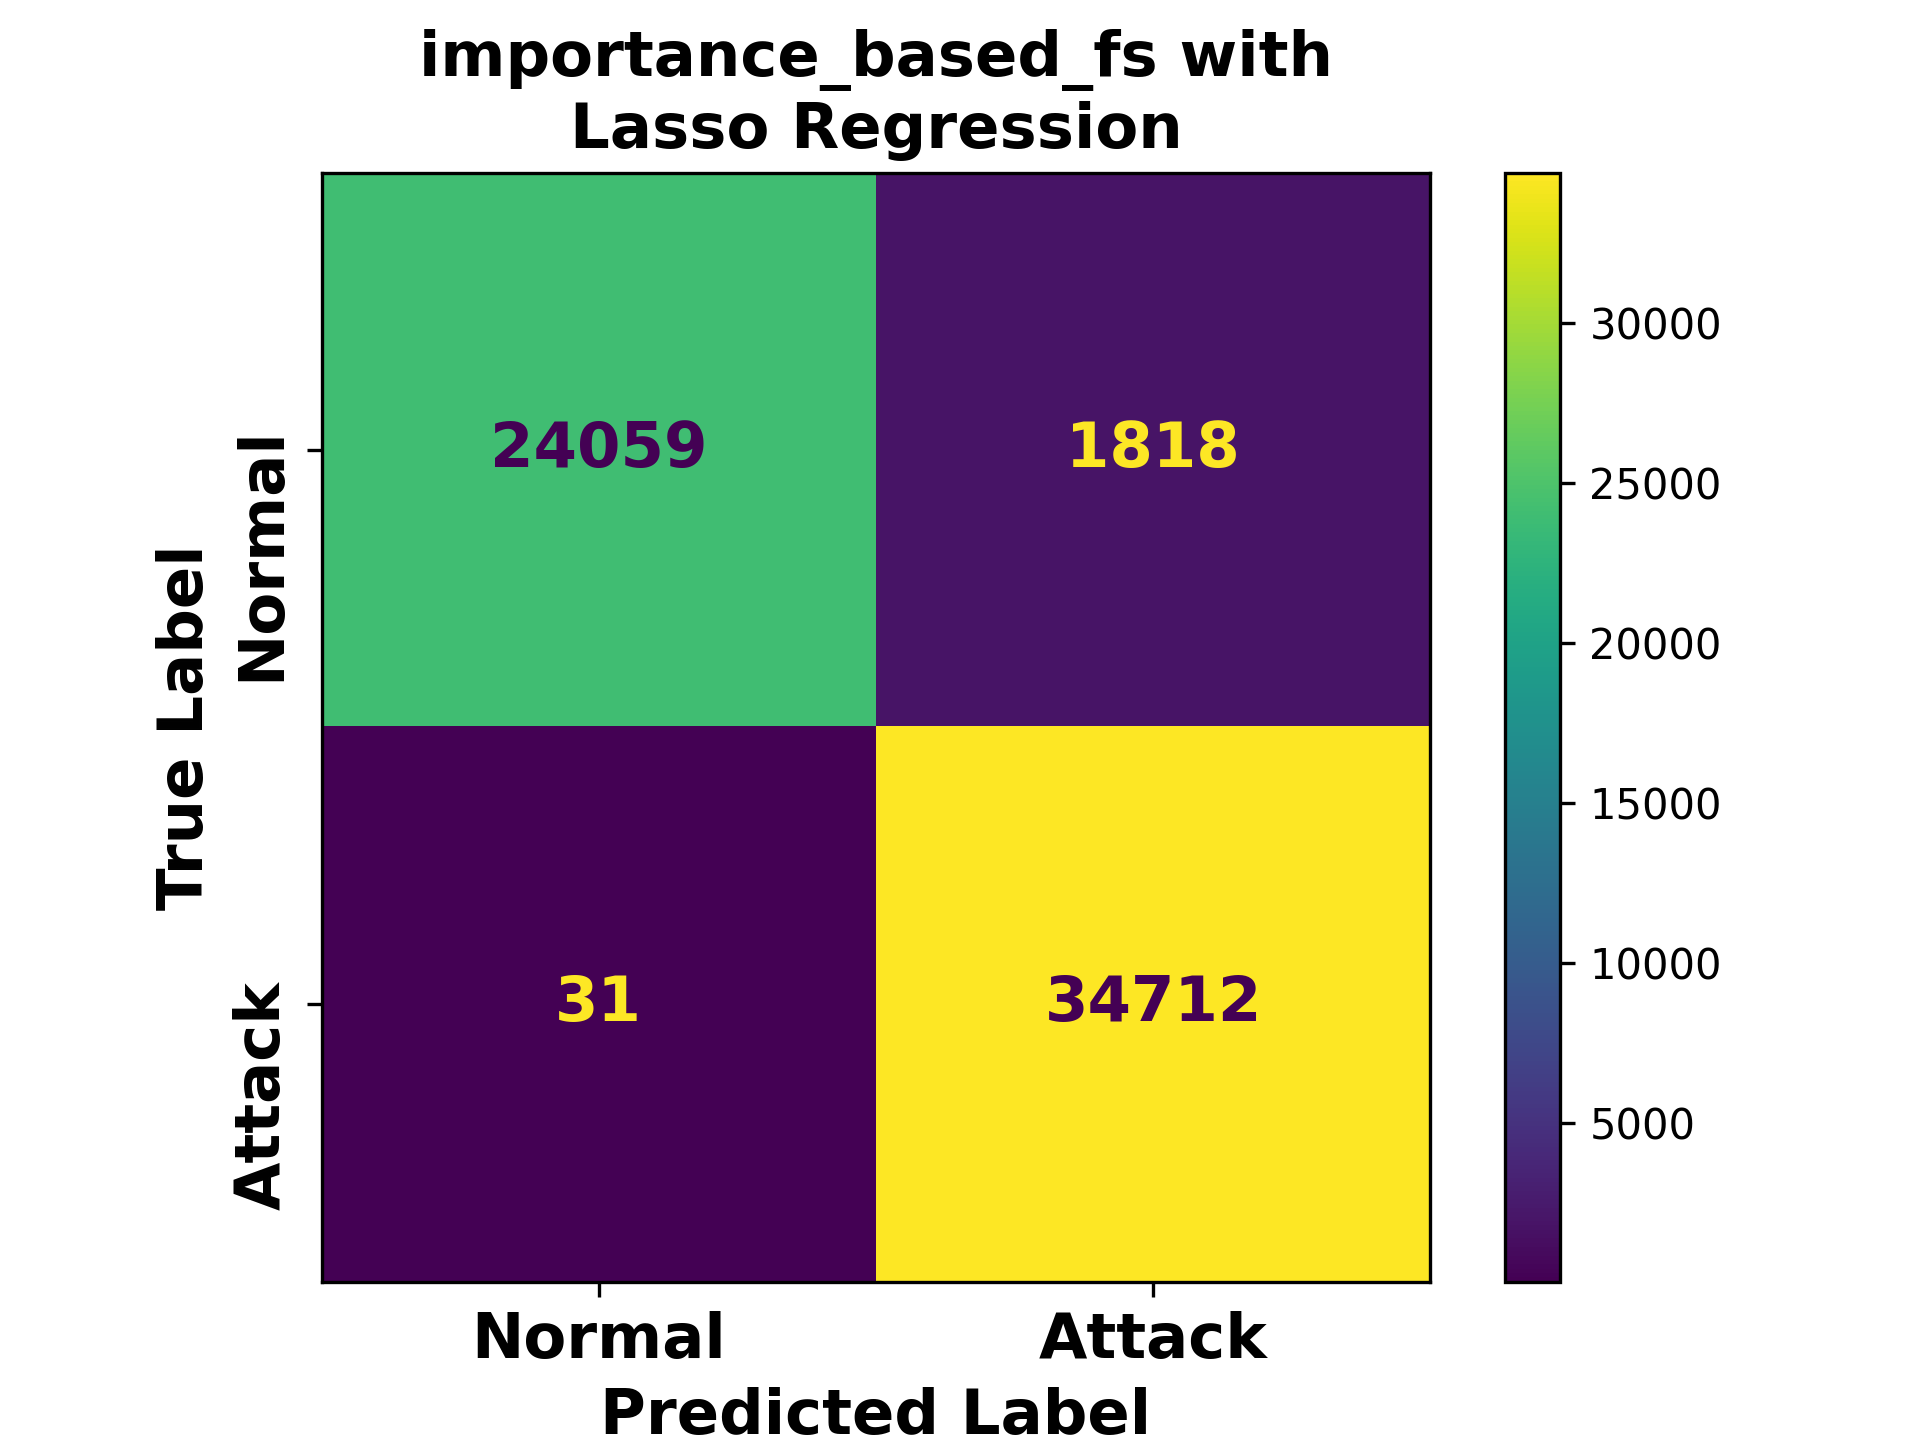 importance_based_fs with
Lasso Regression
True Label
Normal
24059
1818
Attack
31
34712
Normal
Attack
Predicted Label
30000
25000
20000
15000
10000
5000